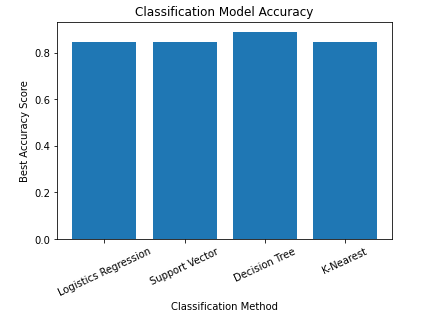 Classification Model Accuracy
Best Accuracy Score
0.8
0.6
0.4
0.2
0.0
Logistics Regression
Support Vector
Decision Tree
K-Nearest
Classification Method